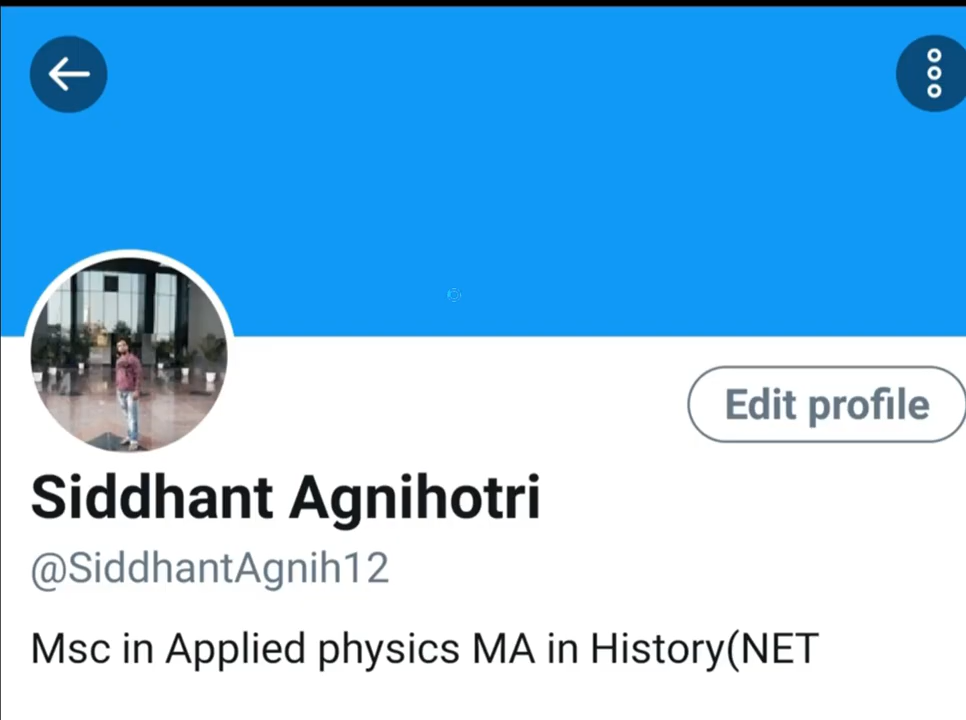 Edit profile
Siddhant Agnihotri
@SiddhantAgnih12
Msc in Applied physics MA in History(NET